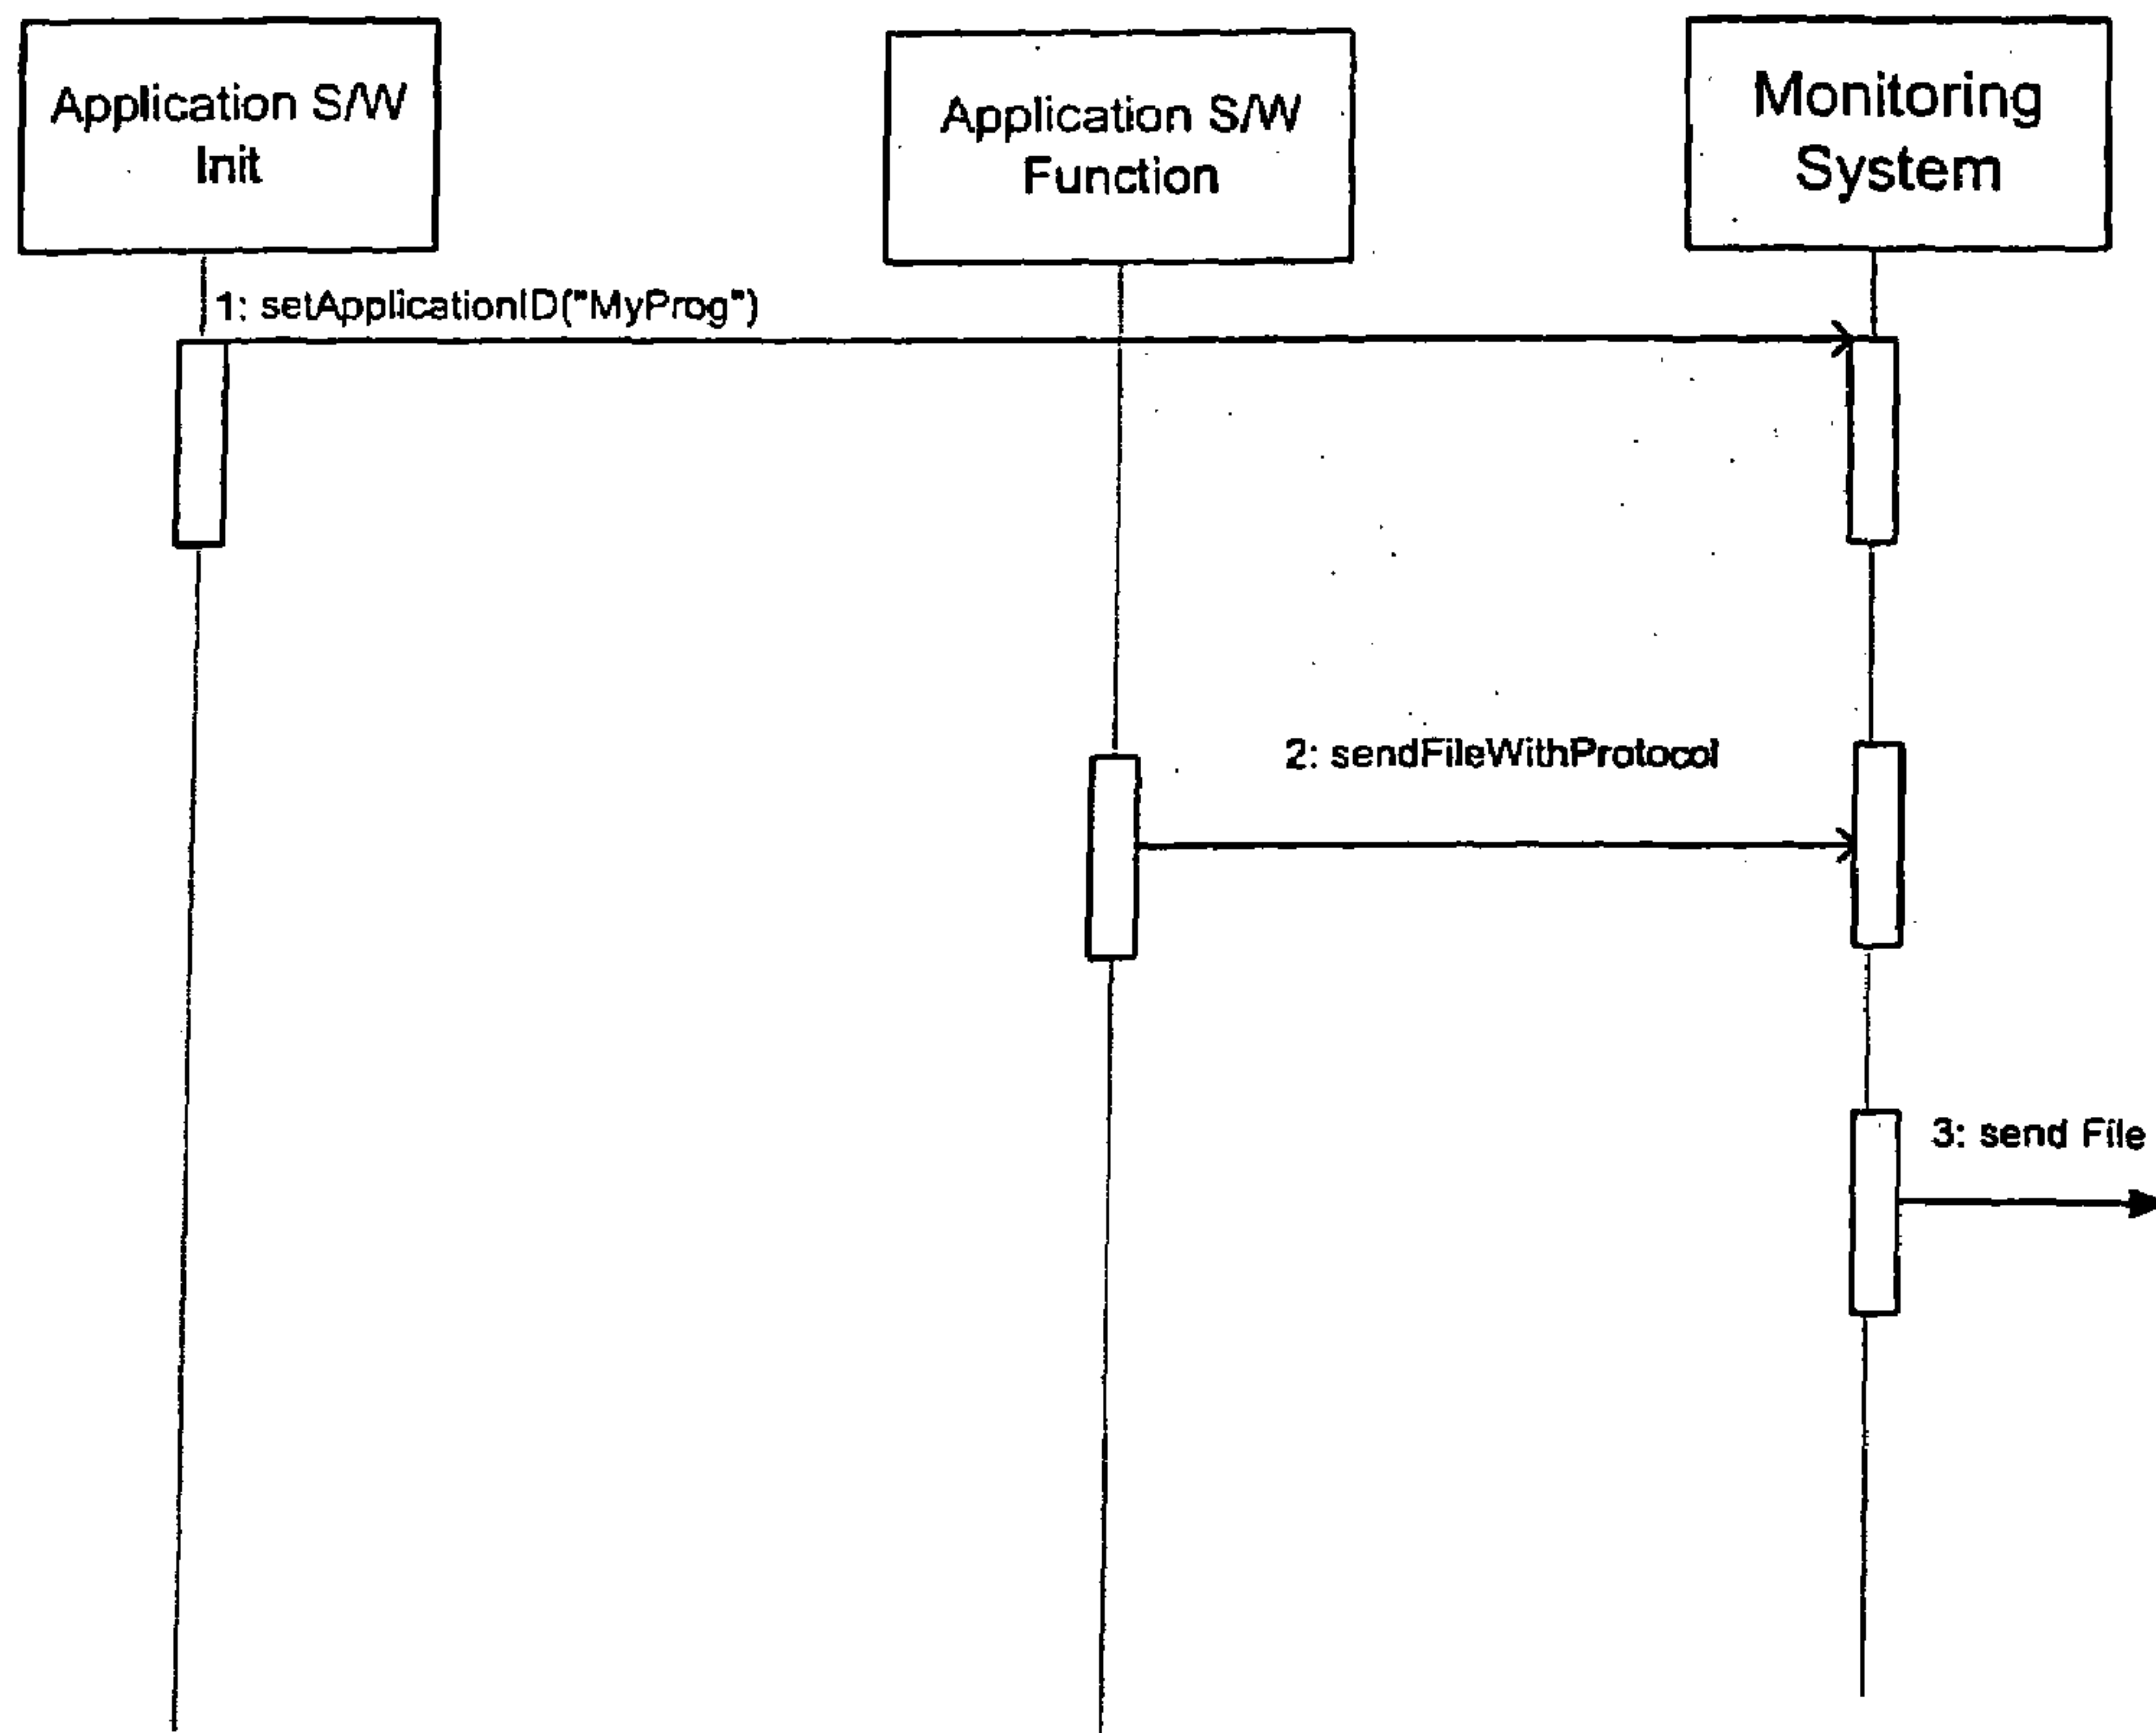 Application S/W
Init
Application S/W
Function
Monitoring
System
1: setApplicationID("MyProg")
2: sendFileWithProtocol
3: send File